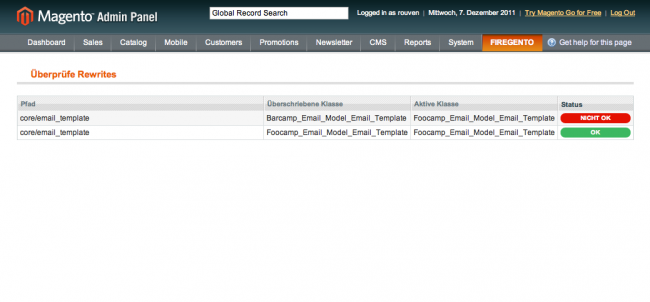 Magento Admin Panel Global Record Search Logged in as rouven | Mittwoch, 7. Dezember 2011 | Try Magento Go for Free | Log Out
Dashboard Sales Catalog Mobile Customers Promotions Newsletter CMS Reports System FIREGENTO Get help for this page
Überprüfe Rewrites
Pfad Überschriebene Klasse Aktive Klasse Status
core/email_template Barcamp_Email_Model_Email_Template Foocamp_Email_Model_Email_Template NICHT OK
core/email_template Foocamp_Email_Model_Email_Template Foocamp_Email_Model_Email_Template OK